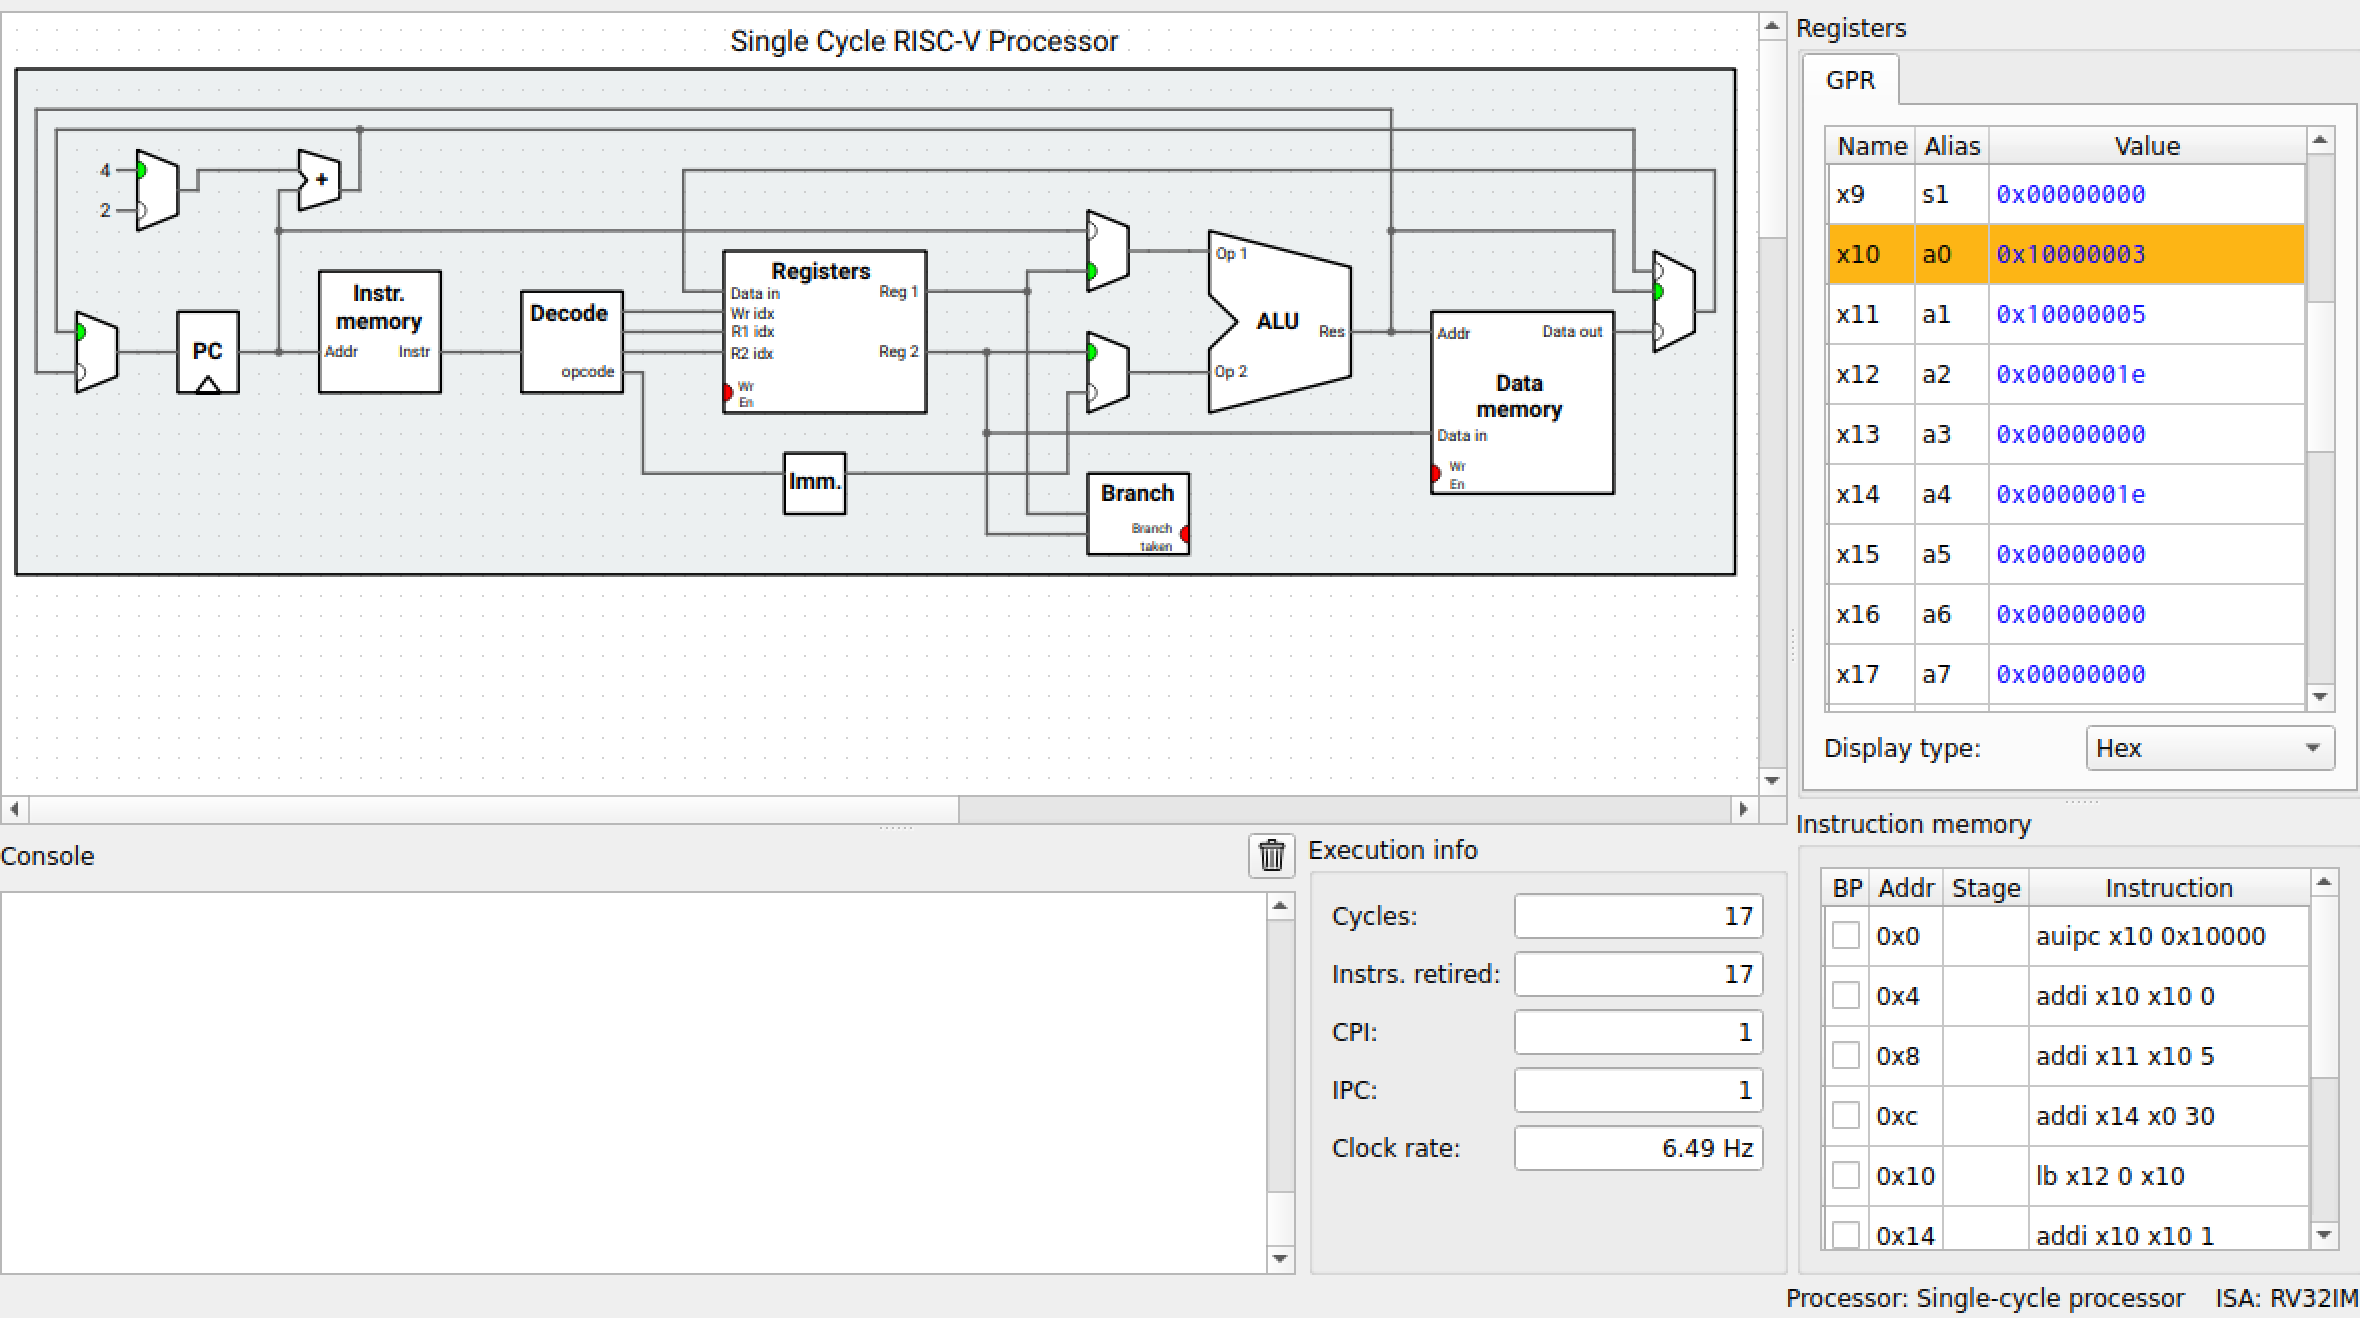 Single Cycle RISC-V Processor
4
2
+
PC
Instr.
memory
Addr Instr
Decode
opcode
Registers
Data in Reg 1
Wr idx
R1 idx
R2 idx Reg 2
Wr
En
Imm.
Op 1
ALU
Res
Op 2
Branch
Branch
taken
Addr Data out
Data
memory
Data in
Wr
En
Registers
GPR
Name Alias Value
x9 s1 0x00000000
x10 a0 0x10000003
x11 a1 0x10000005
x12 a2 0x0000001e
x13 a3 0x00000000
x14 a4 0x0000001e
x15 a5 0x00000000
x16 a6 0x00000000
x17 a7 0x00000000
Display type: Hex
Console
Execution info
Cycles: 17
Instrs. retired: 17
CPI: 1
IPC: 1
Clock rate: 6.49 Hz
Instruction memory
BP Addr Stage Instruction
0x0 auipc x10 0x10000
0x4 addi x10 x10 0
0x8 addi x11 x10 5
0xc addi x14 x0 30
0x10 lb x12 0 x10
0x14 addi x10 x10 1
Processor: Single-cycle processor ISA: RV32IM